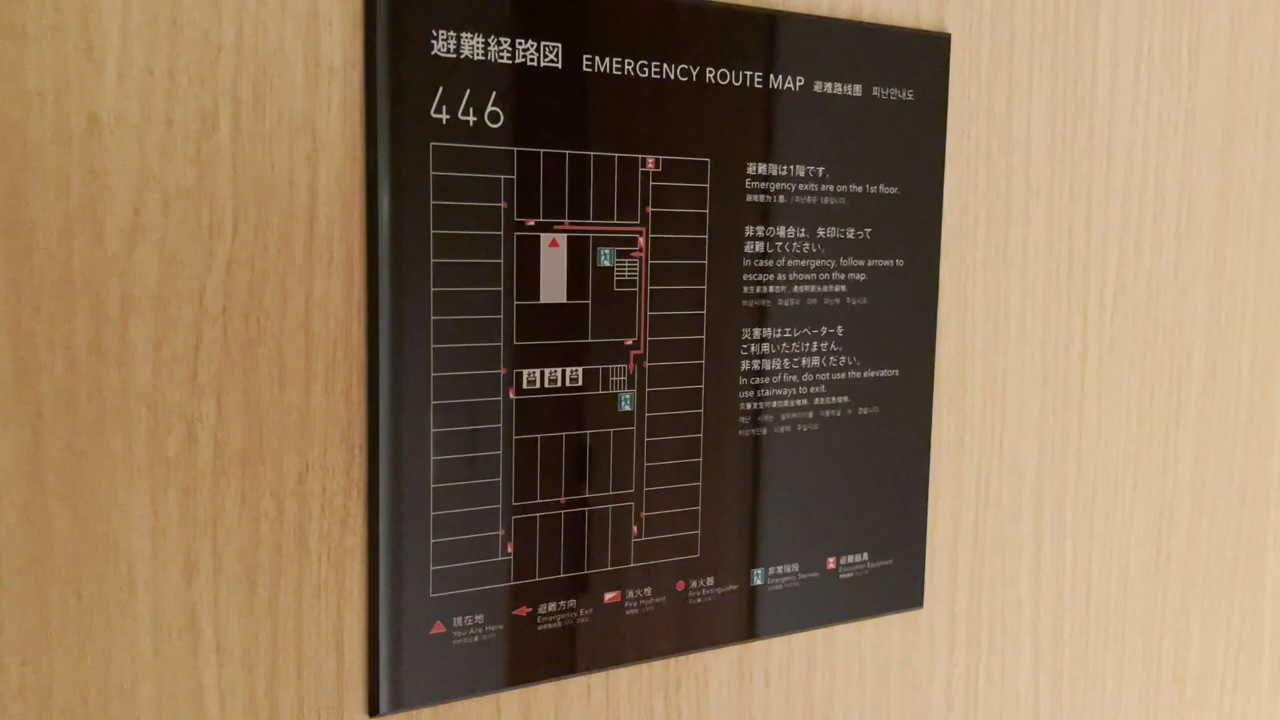 避難経路図 EMERGENCY ROUTE MAP 避难路线图 피난안내도
446
避難階は1階です。
Emergency exits are on the 1st floor.
非常の場合は、矢印に従って
避難してください。
In case of emergency, follow arrows to
escape as shown on the map.
災害時はエレベーターを
ご利用いただけません。
非常階段をご利用ください。
In case of fire, do not use the elevators
use stairways to exit.
現在地
You Are Here
避難方向
Emergency Exit
消火栓
Fire Hydrant
消火器
Fire Extinguisher
非常階段
Emergency Stairway
避難器具
Evacuation Equipment